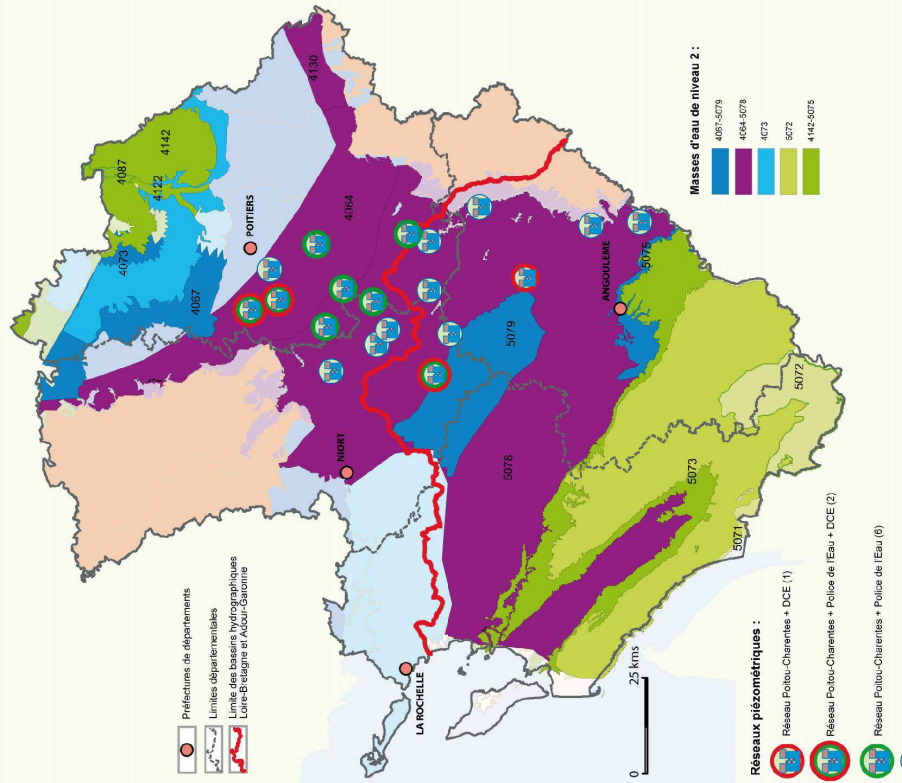 Préfectures de départements
Limites départementales
Limite des bassins hydrographiques
Loire-Bretagne et Adour-Garonne
Masses d'eau de niveau 2 :
4067-5079
4064-5078
4073
5072
4142-5075
4130
4142
4087
4122
4073
4067
4064
POITIERS
NIORT
LA ROCHELLE
ANGOULEME
5079
5078
5075
5073
5072
5071
0
25 kms
Réseaux piézométriques :
Réseau Poitou-Charentes + DCE (1)
Réseau Poitou-Charentes + Police de l'Eau + DCE (2)
Réseau Poitou-Charentes + Police de l'Eau (6)